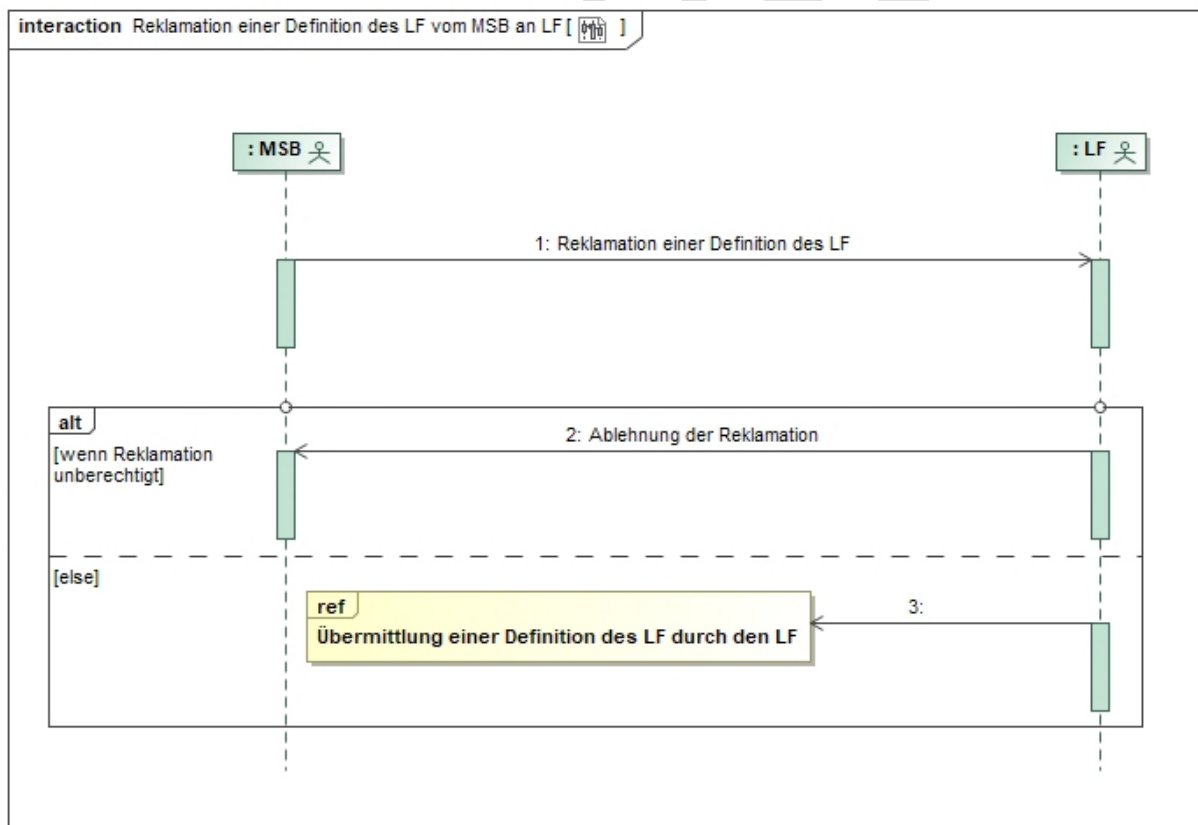 interaction Reklamation einer Definition des LF vom MSB an LF [ ]
: MSB
: LF
1: Reklamation einer Definition des LF
alt
2: Ablehnung der Reklamation
[wenn Reklamation
unberechtigt]
[else]
ref
3:
Übermittlung einer Definition des LF durch den LF